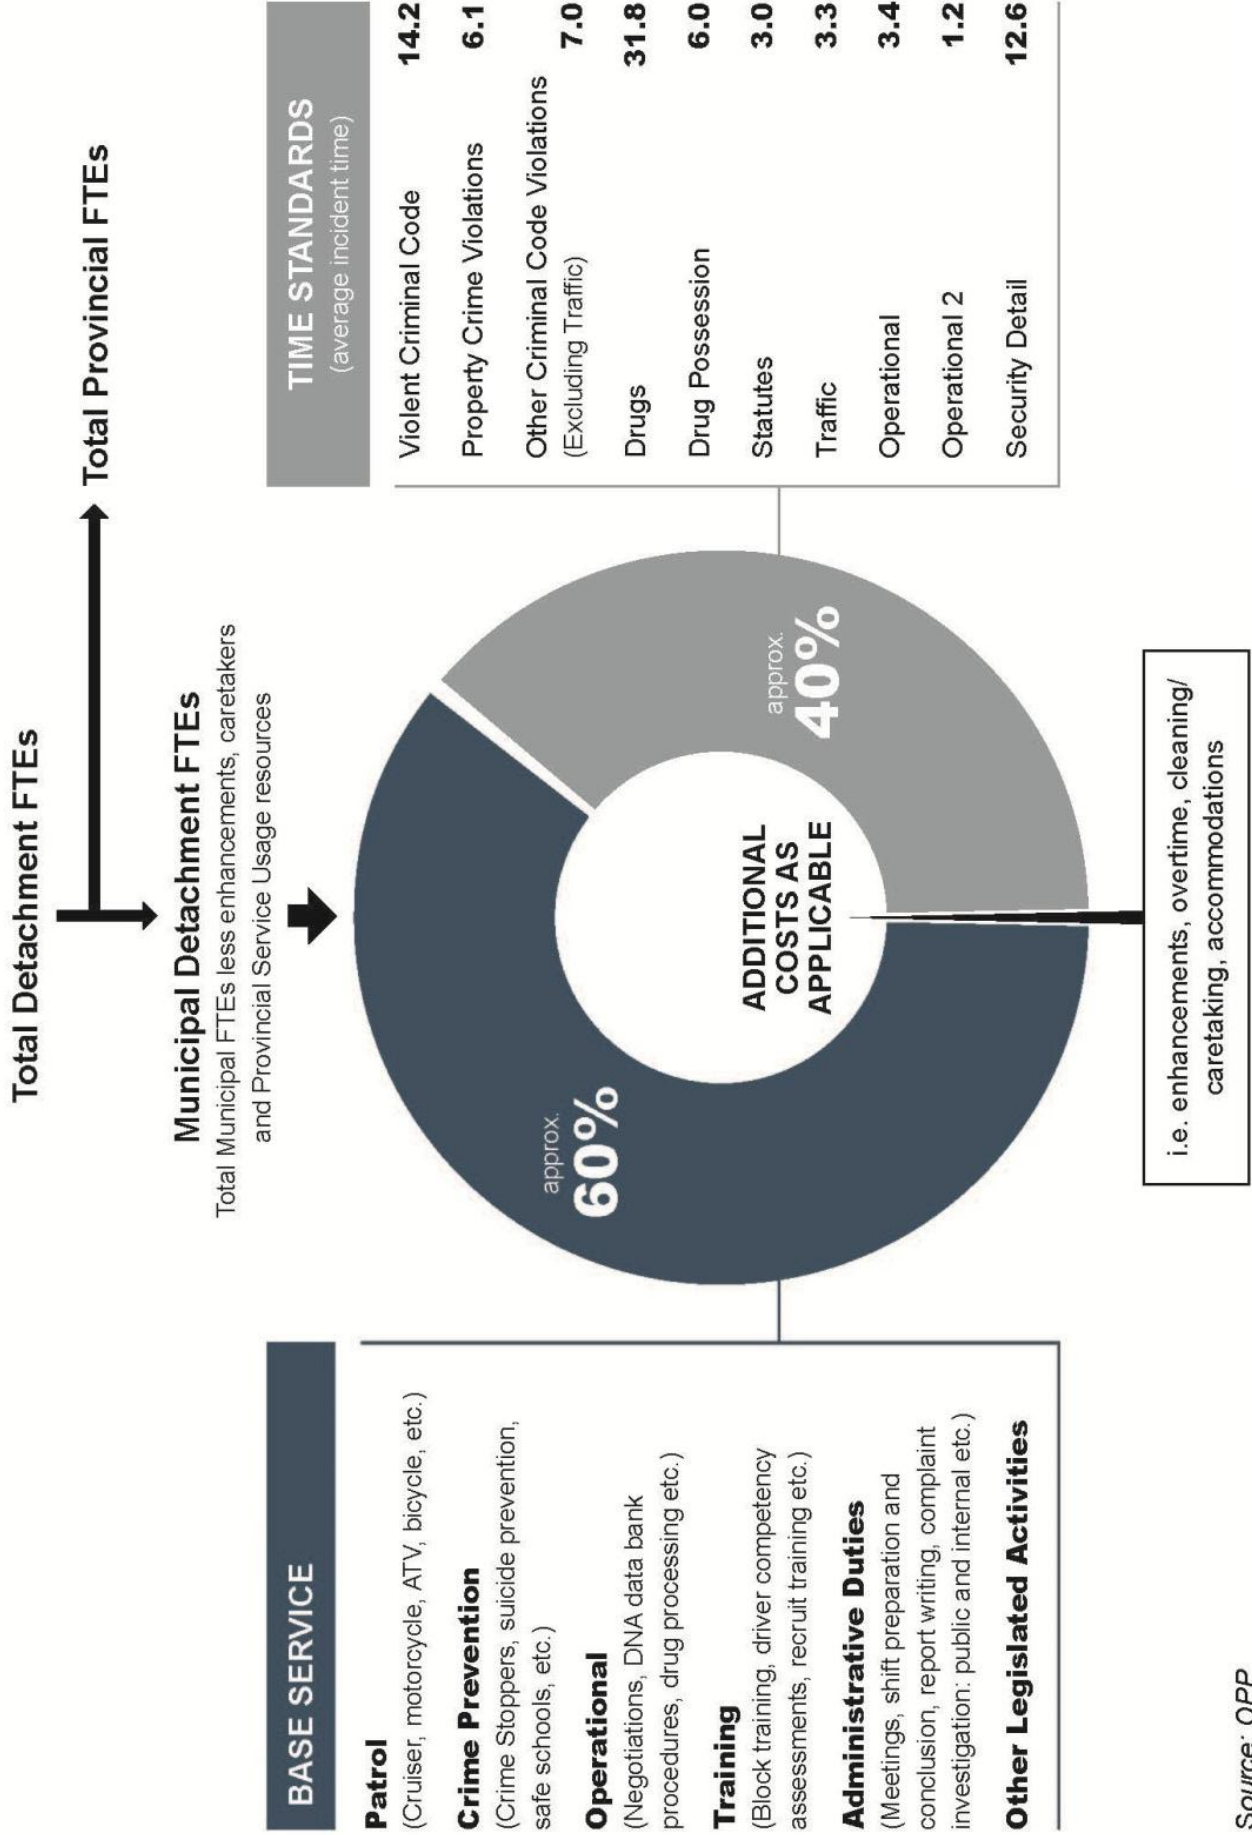 Total Detachment FTEs
Total Provincial FTEs
Municipal Detachment FTEs
Total Municipal FTEs less enhancements, caretakers
and Provincial Service Usage resources
BASE SERVICE
Patrol
(Cruiser, motorcycle, ATV, bicycle, etc.)
Crime Prevention
(Crime Stoppers, suicide prevention,
safe schools, etc.)
Operational
(Negotiations, DNA data bank
procedures, drug processing etc.)
Training
(Block training, driver competency
assessments, recruit training etc.)
Administrative Duties
(Meetings, shift preparation and
conclusion, report writing, complaint
investigation: public and internal etc.)
Other Legislated Activities
approx.
60%
ADDITIONAL
COSTS AS
APPLICABLE
approx.
40%
TIME STANDARDS
(average incident time)
Violent Criminal Code 14.2
Property Crime Violations 6.1
Other Criminal Code Violations
(Excluding Traffic) 7.0
Drugs 31.8
Drug Possession 6.0
Statutes 3.0
Traffic 3.3
Operational 3.4
Operational 2 1.2
Security Detail 12.6
i.e. enhancements, overtime, cleaning/
caretaking, accommodations
Source: OPP